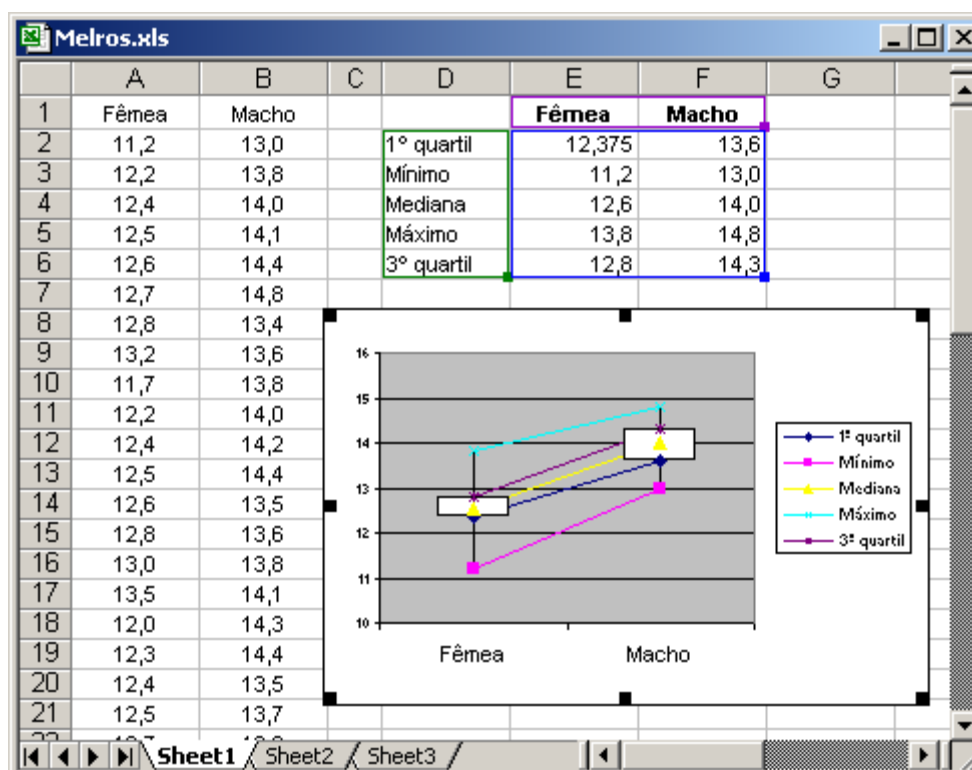 Melros.xls
A B C D E F G
1 Fêmea Macho Fêmea Macho
2 11,2 13,0 1º quartil 12,375 13,6
3 12,2 13,8 Mínimo 11,2 13,0
4 12,4 14,0 Mediana 12,6 14,0
5 12,5 14,1 Máximo 13,8 14,8
6 12,6 14,4 3º quartil 12,8 14,3
7 12,7 14,8
8 12,8 13,4
9 13,2 13,6
10 11,7 13,8
11 12,2 14,0
12 12,4 14,2
13 12,5 14,4
14 12,6 13,5
15 12,8 13,6
16 13,0 13,8
17 13,5 14,1
18 12,0 14,3
19 12,3 14,4
20 12,4 13,5
21 12,5 13,7
16
15
14
13
12
11
10
Fêmea Macho
1º quartil
Mínimo
Mediana
Máximo
3º quartil
Sheet1 Sheet2 Sheet3